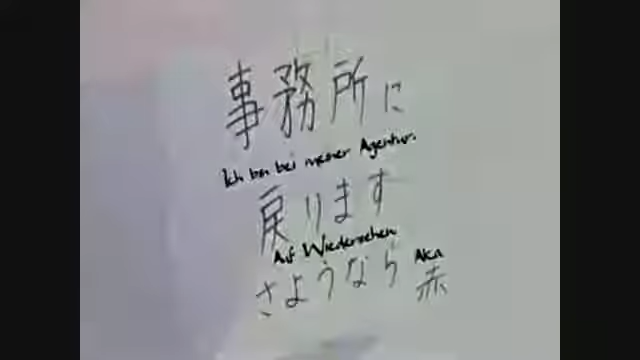 事務所に
Ich bin bei meiner Agentur.
戻ります
Auf Wiedersehen
さようなら
Aka
赤